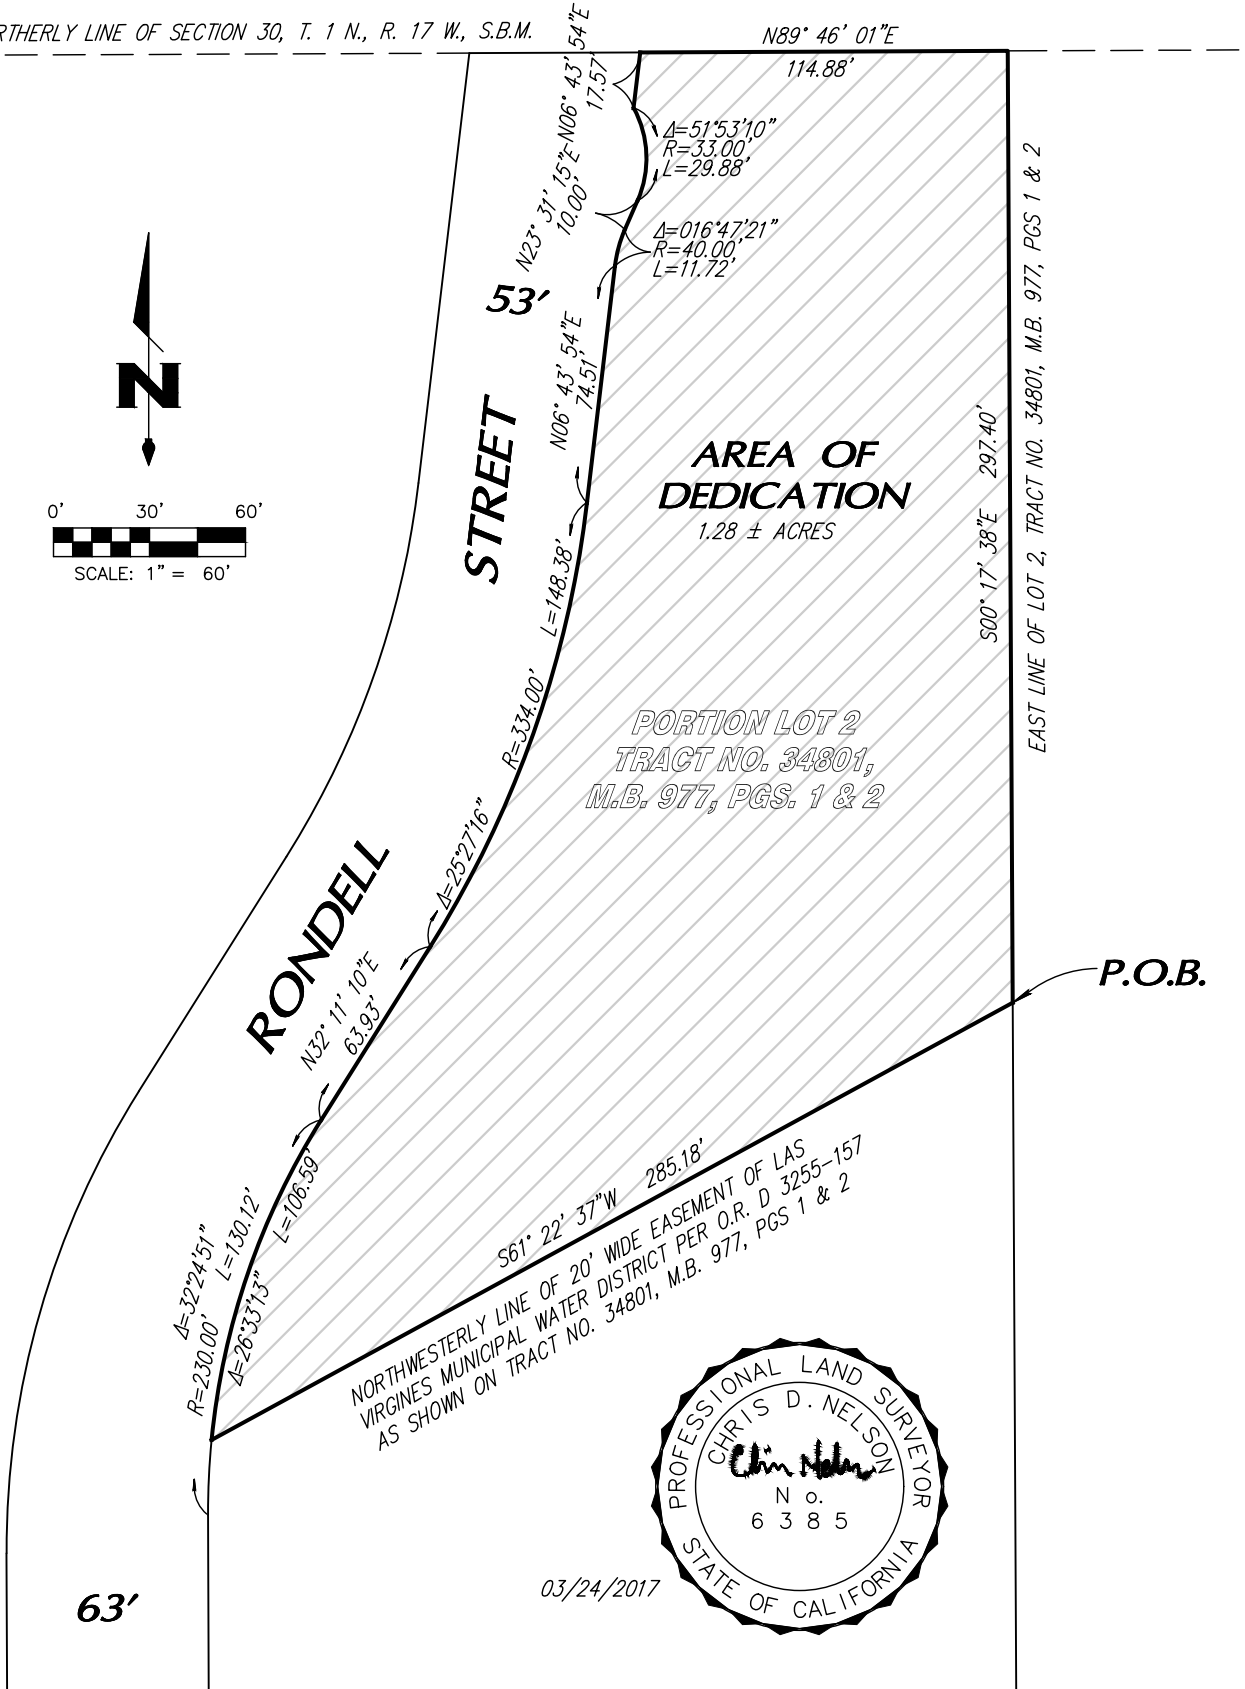 RTHERLY LINE OF SECTION 30, T. 1 N., R. 17 W., S.B.M.
N89° 46' 01"E
114.88'
N06° 43' 54"E
17.57'
Δ=51°53'10"
R=33.00'
L=29.88'
N23° 31' 15"E
10.00'
Δ=016°47'21"
R=40.00'
L=11.72'
53'
N06° 43' 54"E
74.51'
N
0' 30' 60'
SCALE: 1" = 60'
STREET
AREA OF
DEDICATION
1.28 ± ACRES
S00° 17' 38"E 297.40'
EAST LINE OF LOT 2, TRACT NO. 34801, M.B. 977, PGS 1 & 2
L=148.38'
R=334.00'
Δ=25°27'16"
PORTION LOT 2
TRACT NO. 34801,
M.B. 977, PGS. 1 & 2
RONDELL
N32° 11' 10"E
63.93'
P.O.B.
Δ=32°24'51"
R=230.00'
L=130.12'
L=106.59'
Δ=26°33'13"
S61° 22' 37"W 285.18'
NORTHWESTERLY LINE OF 20' WIDE EASEMENT OF LAS
VIRGINES MUNICIPAL WATER DISTRICT PER O.R. D 3255-157
AS SHOWN ON TRACT NO. 34801, M.B. 977, PGS 1 & 2
PROFESSIONAL LAND SURVEYOR
CHRIS D. NELSON
No.
6385
STATE OF CALIFORNIA
03/24/2017
63'